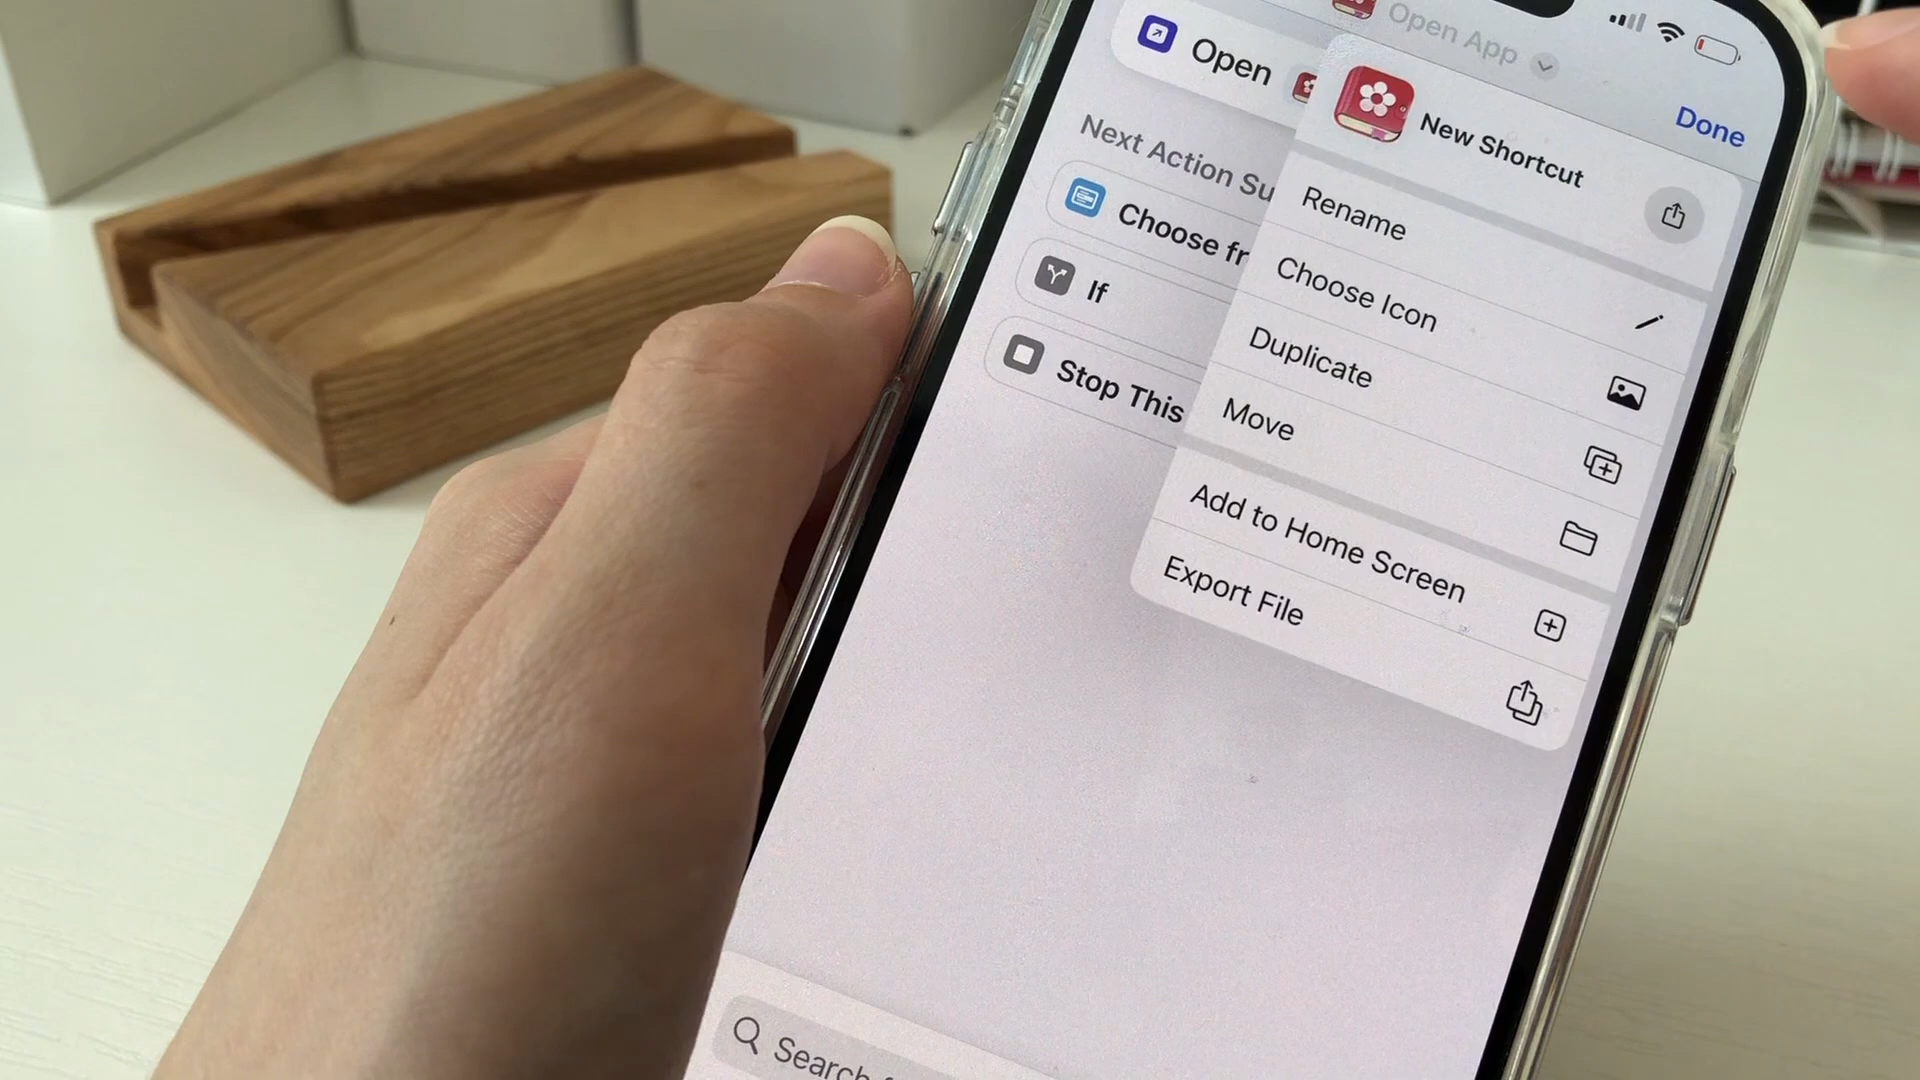 Open App
Open
Done
New Shortcut
Next Action Su
Rename
Choose fr
Choose Icon
If
Duplicate
Stop This
Move
Add to Home Screen
Export File
Search